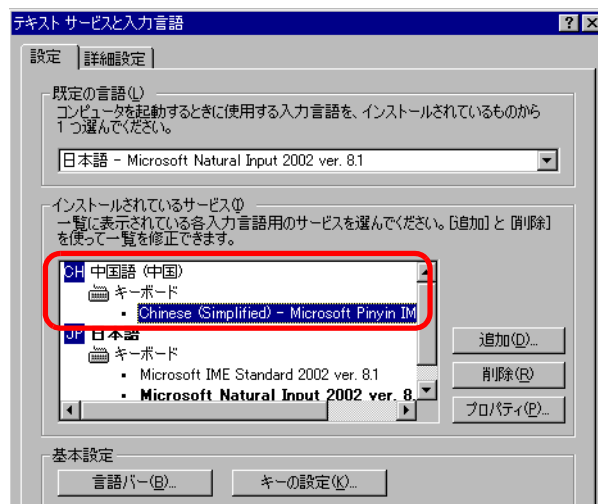 テキスト サービスと入力言語
設定
詳細設定
既定の言語(L)
コンピュータを起動するときに使用する入力言語を、インストールされているものから
1 つ選んでください。
日本語 - Microsoft Natural Input 2002 ver. 8.1
インストールされているサービス(I)
一覧に表示されている各入力言語用のサービスを選んでください。[追加] と [削除]
を使って一覧を修正できます。
CH 中国語 (中国)
キーボード
• Chinese (Simplified) - Microsoft Pinyin IM
JP 日本語
キーボード
• Microsoft IME Standard 2002 ver. 8.1
• Microsoft Natural Input 2002 ver. 8.
追加(D)...
削除(R)
プロパティ(P)...
基本設定
言語バー(B)...
キーの設定(K)...